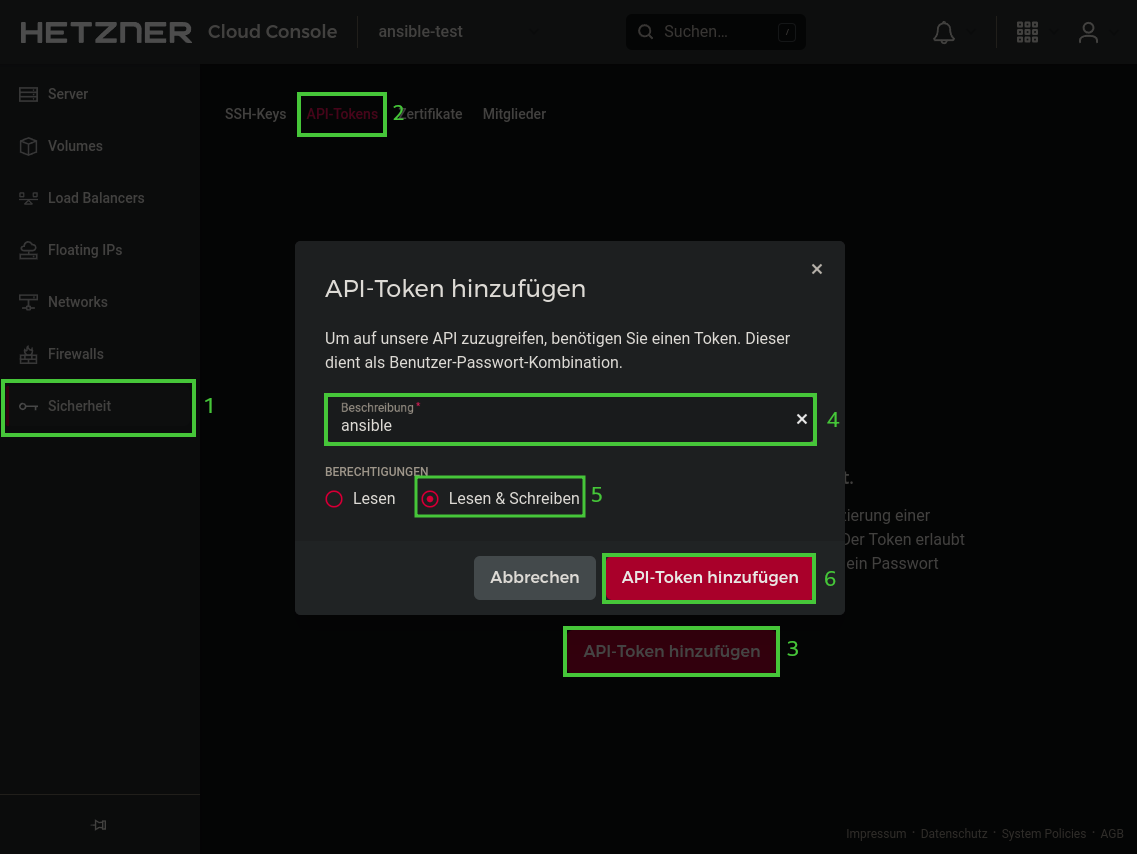 HETZNER Cloud Console ansible-test Suchen... /
Server
Volumes
Load Balancers
Floating IPs
Networks
Firewalls
Sicherheit 1
SSH-Keys API-Tokens 2 Zertifikate Mitglieder
API-Token hinzufügen
Um auf unsere API zuzugreifen, benötigen Sie einen Token. Dieser
dient als Benutzer-Passwort-Kombination.
Beschreibung *
ansible
4
BERECHTIGUNGEN
Lesen Lesen & Schreiben 5
Abbrechen API-Token hinzufügen 6
t.
zierung einer
Der Token erlaubt
ein Passwort
API-Token hinzufügen 3
Impressum · Datenschutz · System Policies · AGB